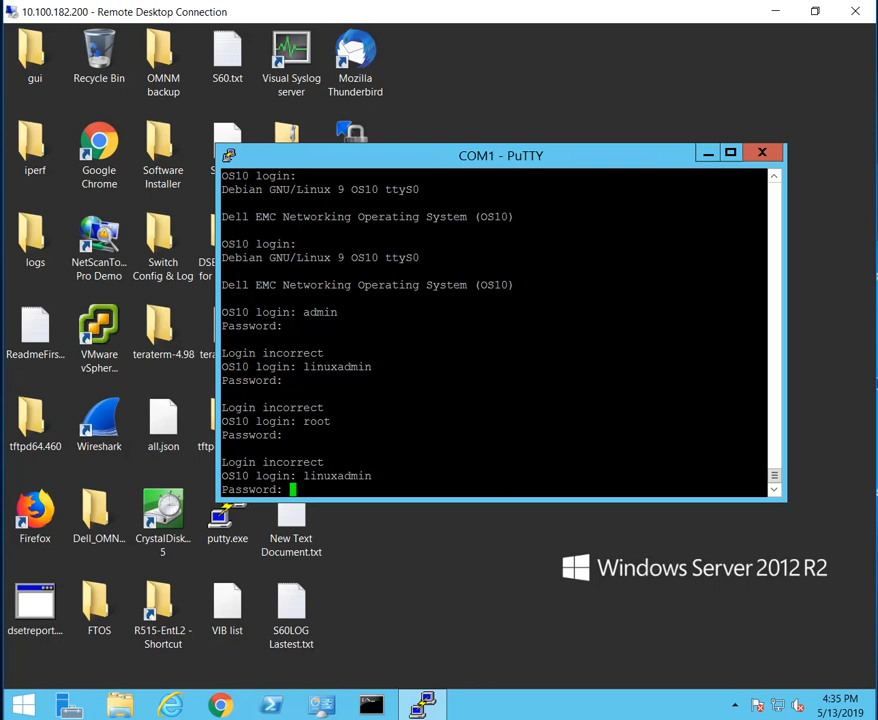 10.100.182.200 - Remote Desktop Connection
gui
Recycle Bin
OMNM
backup
S60.txt
Visual Syslog
server
Mozilla
Thunderbird
iperf
Google
Chrome
Software
Installer
logs
NetScanTo...
Pro Demo
Switch
Config & Log
DSE
for
ReadmeFirs...
VMware
vSpher...
teraterm-4.98
tera
tftpd64.460
Wireshark
all.json
tftp
COM1 - PuTTY
OS10 login:
Debian GNU/Linux 9 OS10 ttyS0
Dell EMC Networking Operating System (OS10)
OS10 login:
Debian GNU/Linux 9 OS10 ttyS0
Dell EMC Networking Operating System (OS10)
OS10 login: admin
Password:
Login incorrect
OS10 login: linuxadmin
Password:
Login incorrect
OS10 login: root
Password:
Login incorrect
OS10 login: linuxadmin
Password:
Firefox
Dell_OMN...
CrystalDisk...
5
putty.exe
New Text
Document.txt
dsetreport....
FTOS
R515-EntL2 -
Shortcut
VIB list
S60LOG
Lastest.txt
Windows Server 2012 R2
4:35 PM
5/13/2019